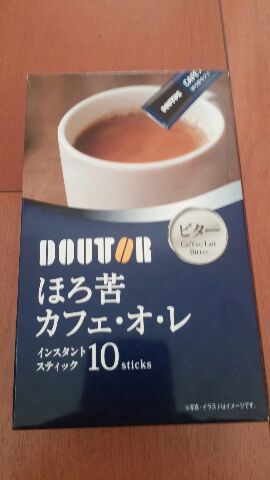 DOUTOR
CAFÉ
ビター
Café au Lait
Bitter
DOUTOR
ほろ苦
カフェ・オ・レ
インスタント
スティック 10 sticks
※写真・イラストはイメージです。